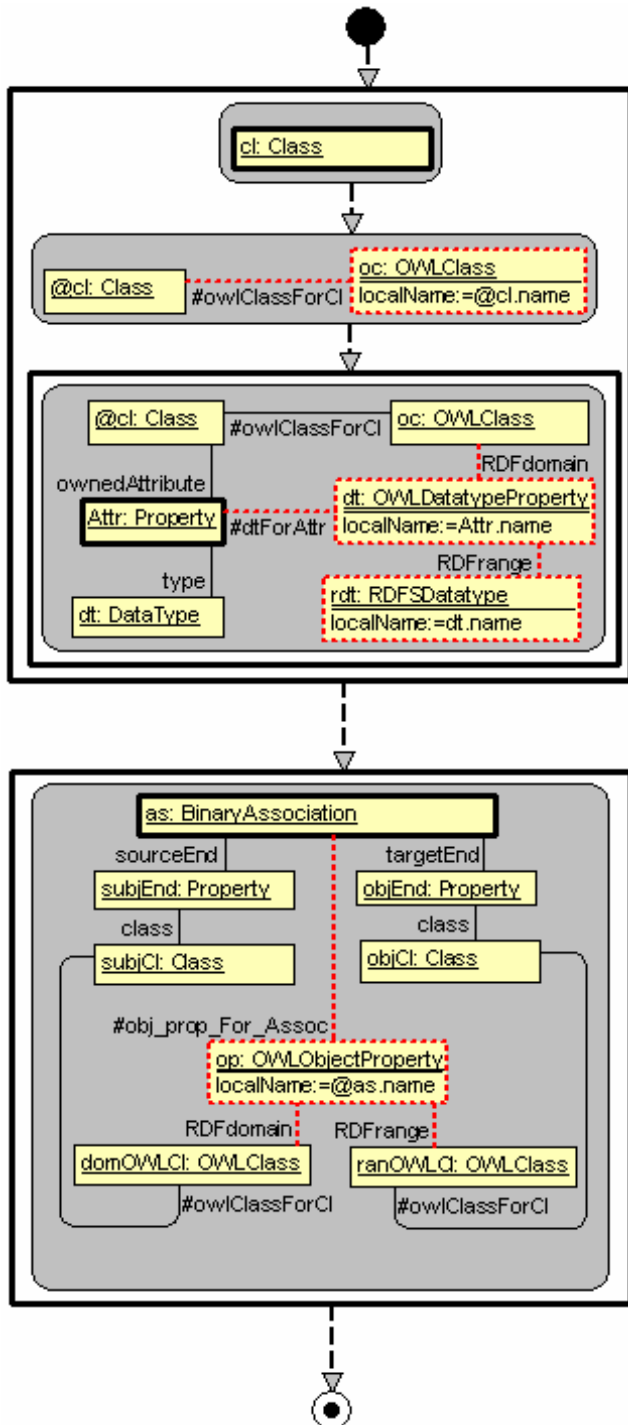 cl: Class
@cl: Class
#owlClassForCl
oc: OWLClass
localName:=@cl.name
@cl: Class
#owlClassForCl
oc: OWLClass
RDFdomain
ownedAttribute
Attr: Property
#dtForAttr
dt: OWLDatatypeProperty
localName:=Attr.name
RDFrange
type
dt: DataType
rdt: RDFSDatatype
localName:=dt.name
as: BinaryAssociation
sourceEnd
targetEnd
subjEnd: Property
objEnd: Property
class
class
subjCl: Class
objCl: Class
#obj_prop_For_Assoc
op: OWLObjectProperty
localName:=@as.name
RDFdomain
RDFrange
domOWLCl: OWLClass
ranOWLCl: OWLClass
#owlClassForCl
#owlClassForCl